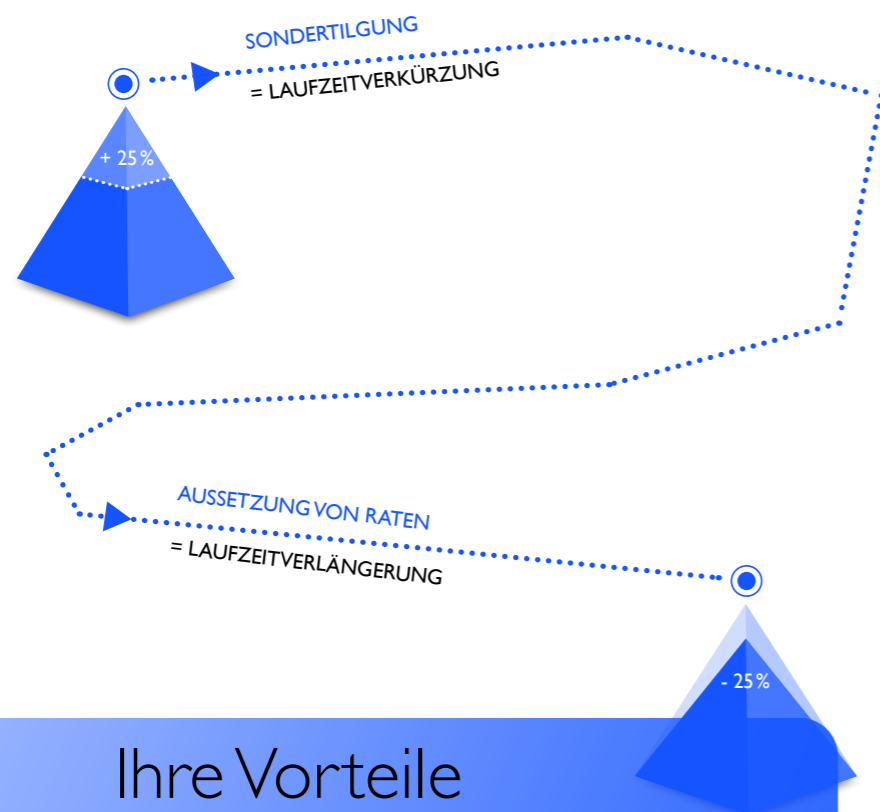 SONDERTILGUNG
= LAUFZEITVERKÜRZUNG
+ 25 %
AUSSETZUNG VON RATEN
= LAUFZEITVERLÄNGERUNG
- 25 %
Ihre Vorteile